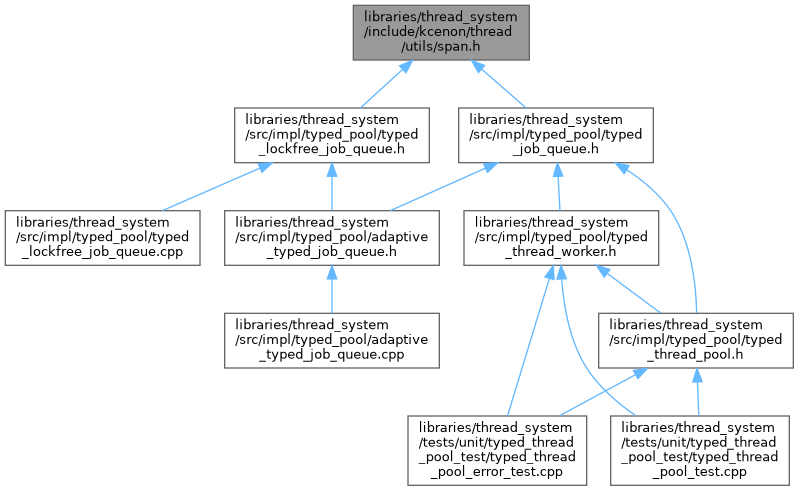 libraries/thread_system
/include/kcenon/thread
/utils/span.h
libraries/thread_system
/src/impl/typed_pool/typed
_lockfree_job_queue.h
libraries/thread_system
/src/impl/typed_pool/typed
_job_queue.h
libraries/thread_system
/src/impl/typed_pool/typed
_lockfree_job_queue.cpp
libraries/thread_system
/src/impl/typed_pool/adaptive
_typed_job_queue.h
libraries/thread_system
/src/impl/typed_pool/typed
_thread_worker.h
libraries/thread_system
/src/impl/typed_pool/adaptive
_typed_job_queue.cpp
libraries/thread_system
/src/impl/typed_pool/typed
_thread_pool.h
libraries/thread_system
/tests/unit/typed_thread
_pool_test/typed_thread
_pool_error_test.cpp
libraries/thread_system
/tests/unit/typed_thread
_pool_test/typed_thread
_pool_test.cpp